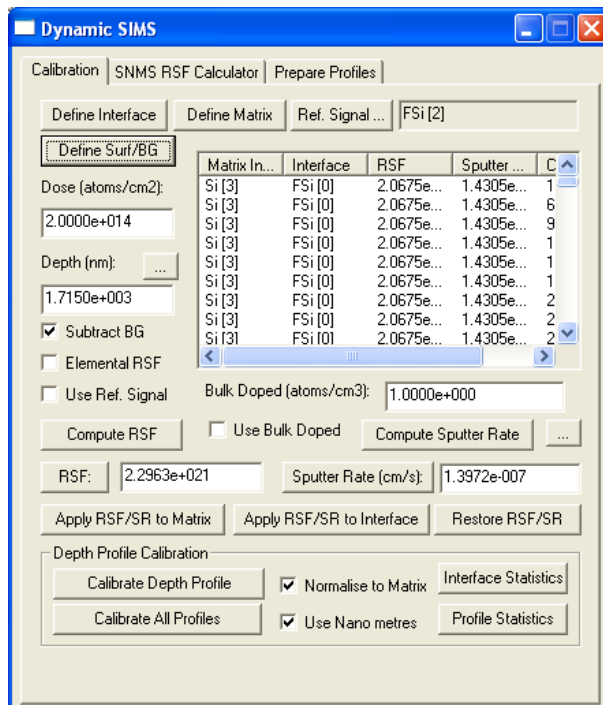 Dynamic SIMS
Calibration SNMS RSF Calculator Prepare Profiles
Define Interface Define Matrix Ref. Signal ... FSi [2]
Define Surf/BG
Matrix In... Interface RSF Sputter ... C
Si [3] FSi [0] 2.0675e... 1.4305e... 1
Si [3] FSi [0] 2.0675e... 1.4305e... 6
Si [3] FSi [0] 2.0675e... 1.4305e... 9
Si [3] FSi [0] 2.0675e... 1.4305e... 1
Si [3] FSi [0] 2.0675e... 1.4305e... 1
Si [3] FSi [0] 2.0675e... 1.4305e... 1
Si [3] FSi [0] 2.0675e... 1.4305e... 2
Si [3] FSi [0] 2.0675e... 1.4305e... 2
Si [3] FSi [0] 2.0675e... 1.4305e... 2
Dose (atoms/cm2):
2.0000e+014
Depth (nm): ...
1.7150e+003
Subtract BG
Elemental RSF
Use Ref. Signal
Bulk Doped (atoms/cm3): 1.0000e+000
Compute RSF Use Bulk Doped Compute Sputter Rate ...
RSF: 2.2963e+021 Sputter Rate (cm/s): 1.3972e-007
Apply RSF/SR to Matrix Apply RSF/SR to Interface Restore RSF/SR
Depth Profile Calibration
Calibrate Depth Profile Normalise to Matrix Interface Statistics
Calibrate All Profiles Use Nano metres Profile Statistics